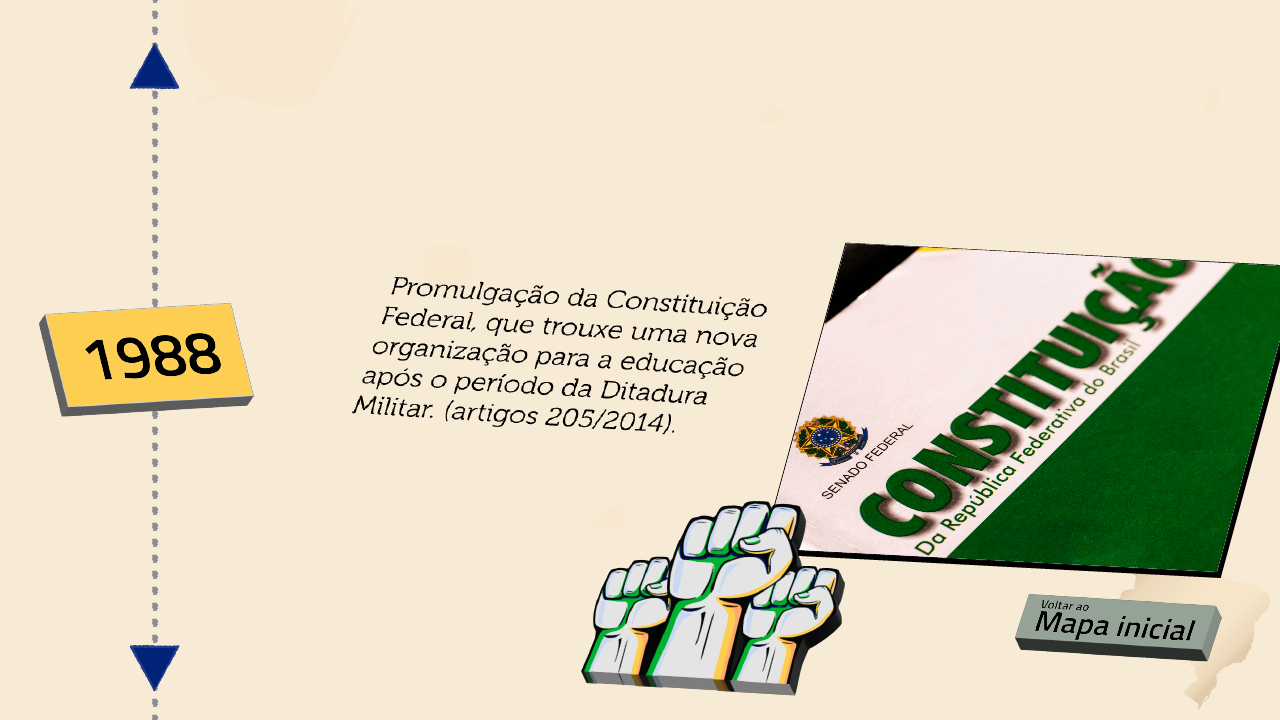 1988
Promulgação da Constituição
Federal, que trouxe uma nova
organização para a educação
após o período da Ditadura
Militar. (artigos 205/2014).
SENADO FEDERAL
CONSTITUIÇÃO
Da República Federativa do Brasil
Voltar ao
Mapa inicial